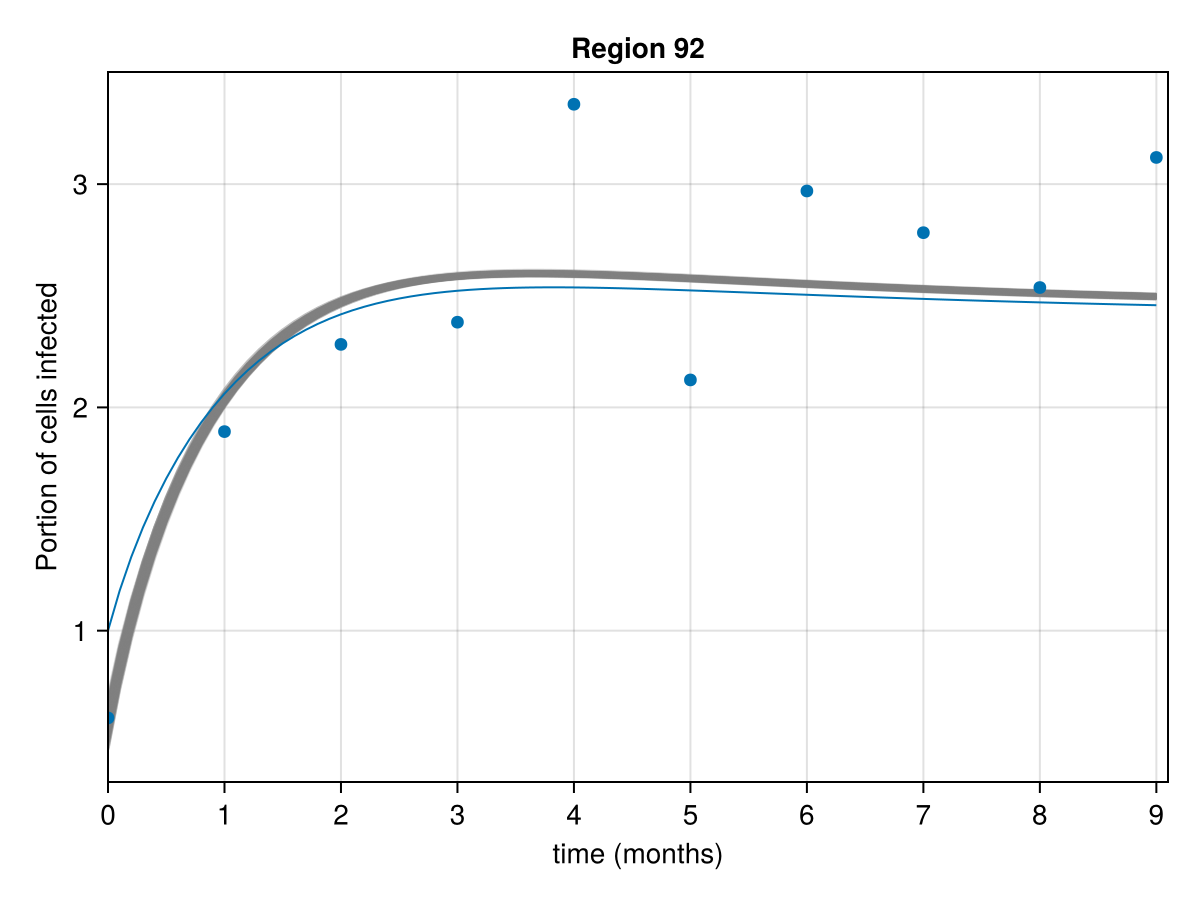 Region 92
Portion of cells infected
3
2
1
0 1 2 3 4 5 6 7 8 9
time (months)